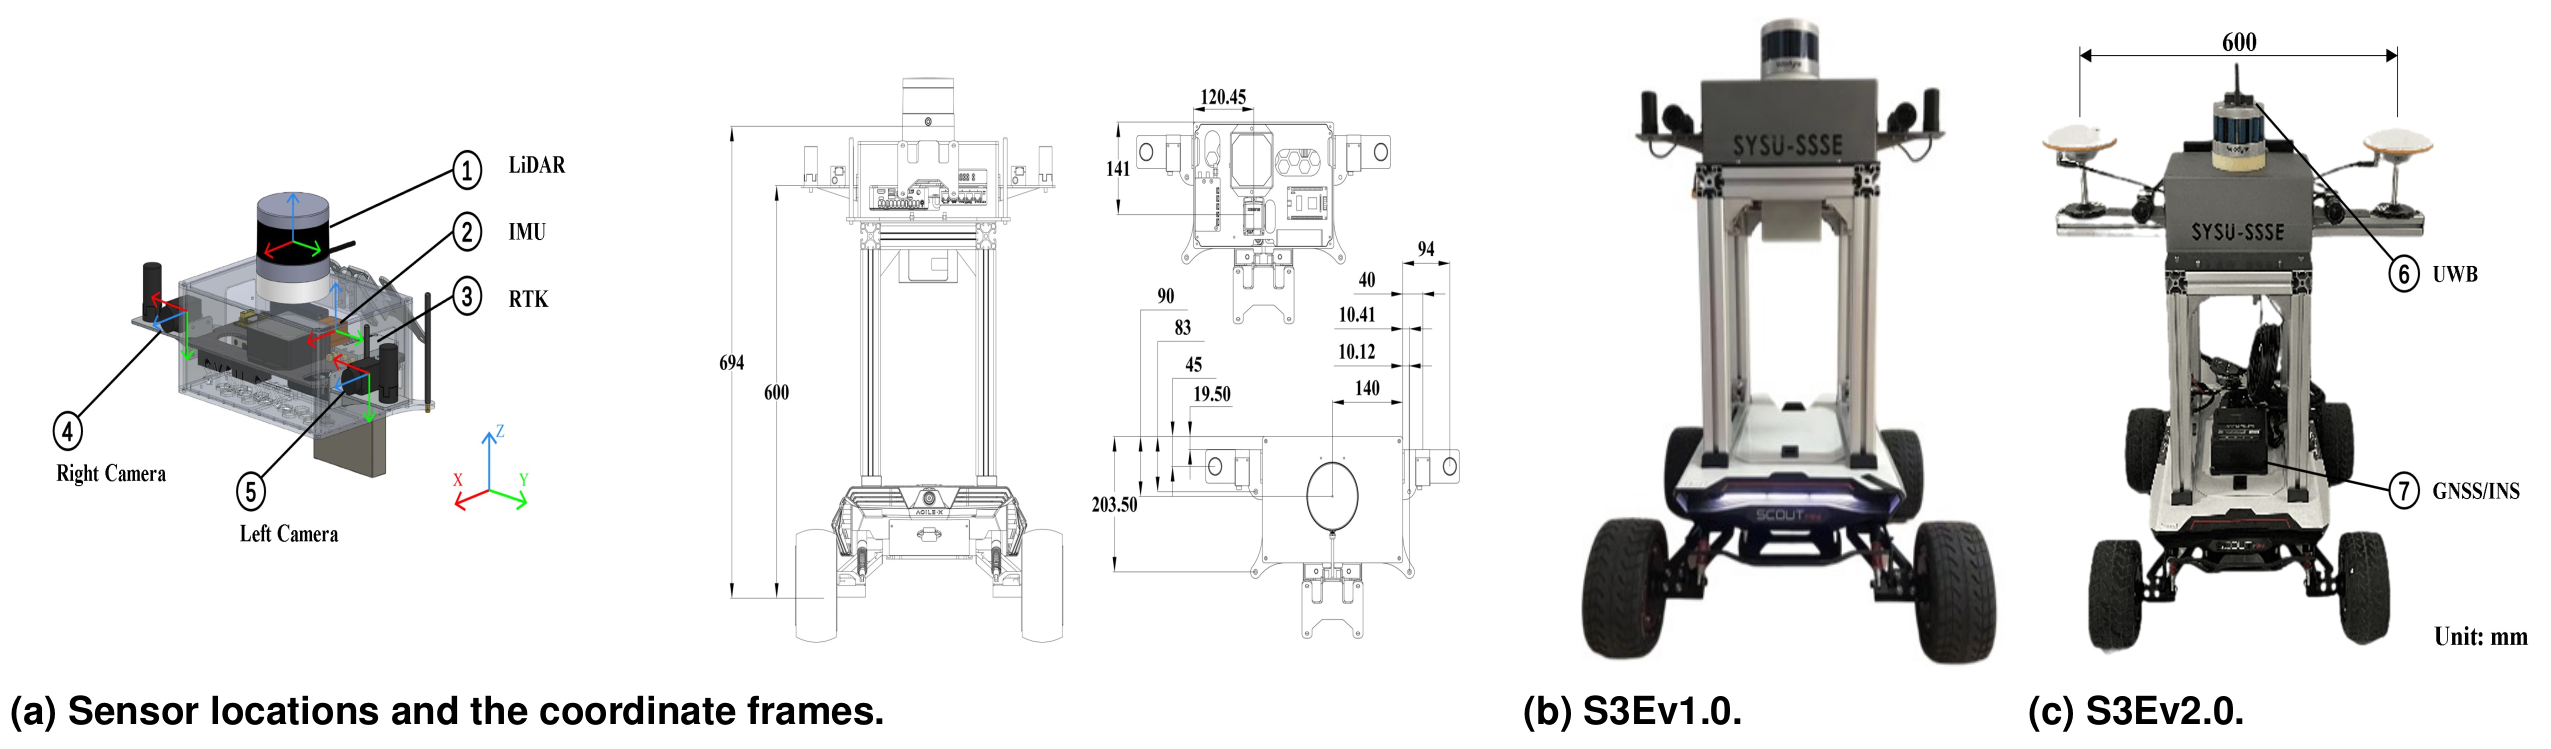 1 LiDAR
2 IMU
3 RTK
4
Right Camera
5
Left Camera
Z
X
Y
694
600
AGILE·X
120.45
141
94
40
10.41
10.12
140
90
83
45
19.50
203.50
SYSU-SSSE
SCOUT
600
SYSU-SSSE
6 UWB
7 GNSS/INS
Unit: mm
(a) Sensor locations and the coordinate frames.
(b) S3Ev1.0.
(c) S3Ev2.0.